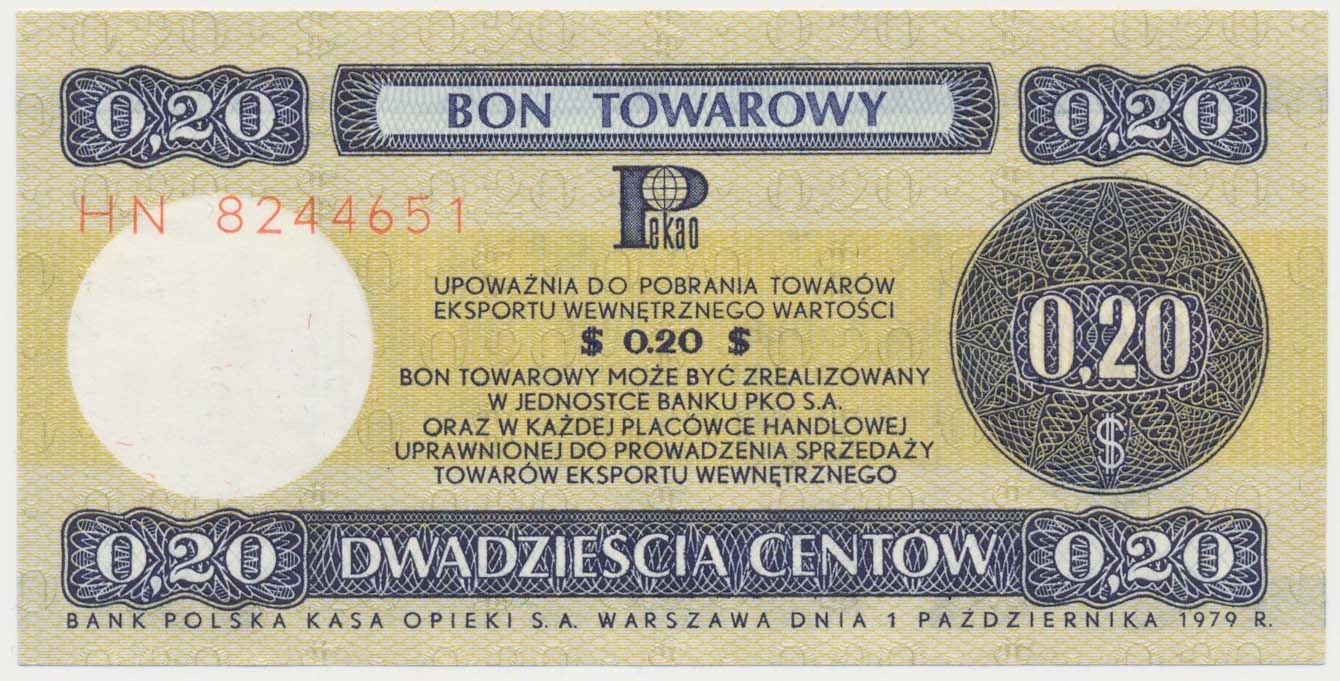 0,20 BON TOWAROWY 0,20
Pekao
HN 8244651
UPOWAŻNIA DO POBRANIA TOWARÓW
EKSPORTU WEWNĘTRZNEGO WARTOŚCI
$ 0.20 $
BON TOWAROWY MOŻE BYĆ ZREALIZOWANY
W JEDNOSTCE BANKU PKO S.A.
ORAZ W KAŻDEJ PLACÓWCE HANDLOWEJ
UPRAWNIONEJ DO PROWADZENIA SPRZEDAŻY
TOWARÓW EKSPORTU WEWNĘTRZNEGO
0,20
$
0,20 DWADZIEŚCIA CENTÓW 0,20
BANK POLSKA KASA OPIEKI S.A. WARSZAWA DNIA 1 PAŹDZIERNIKA 1979 R.